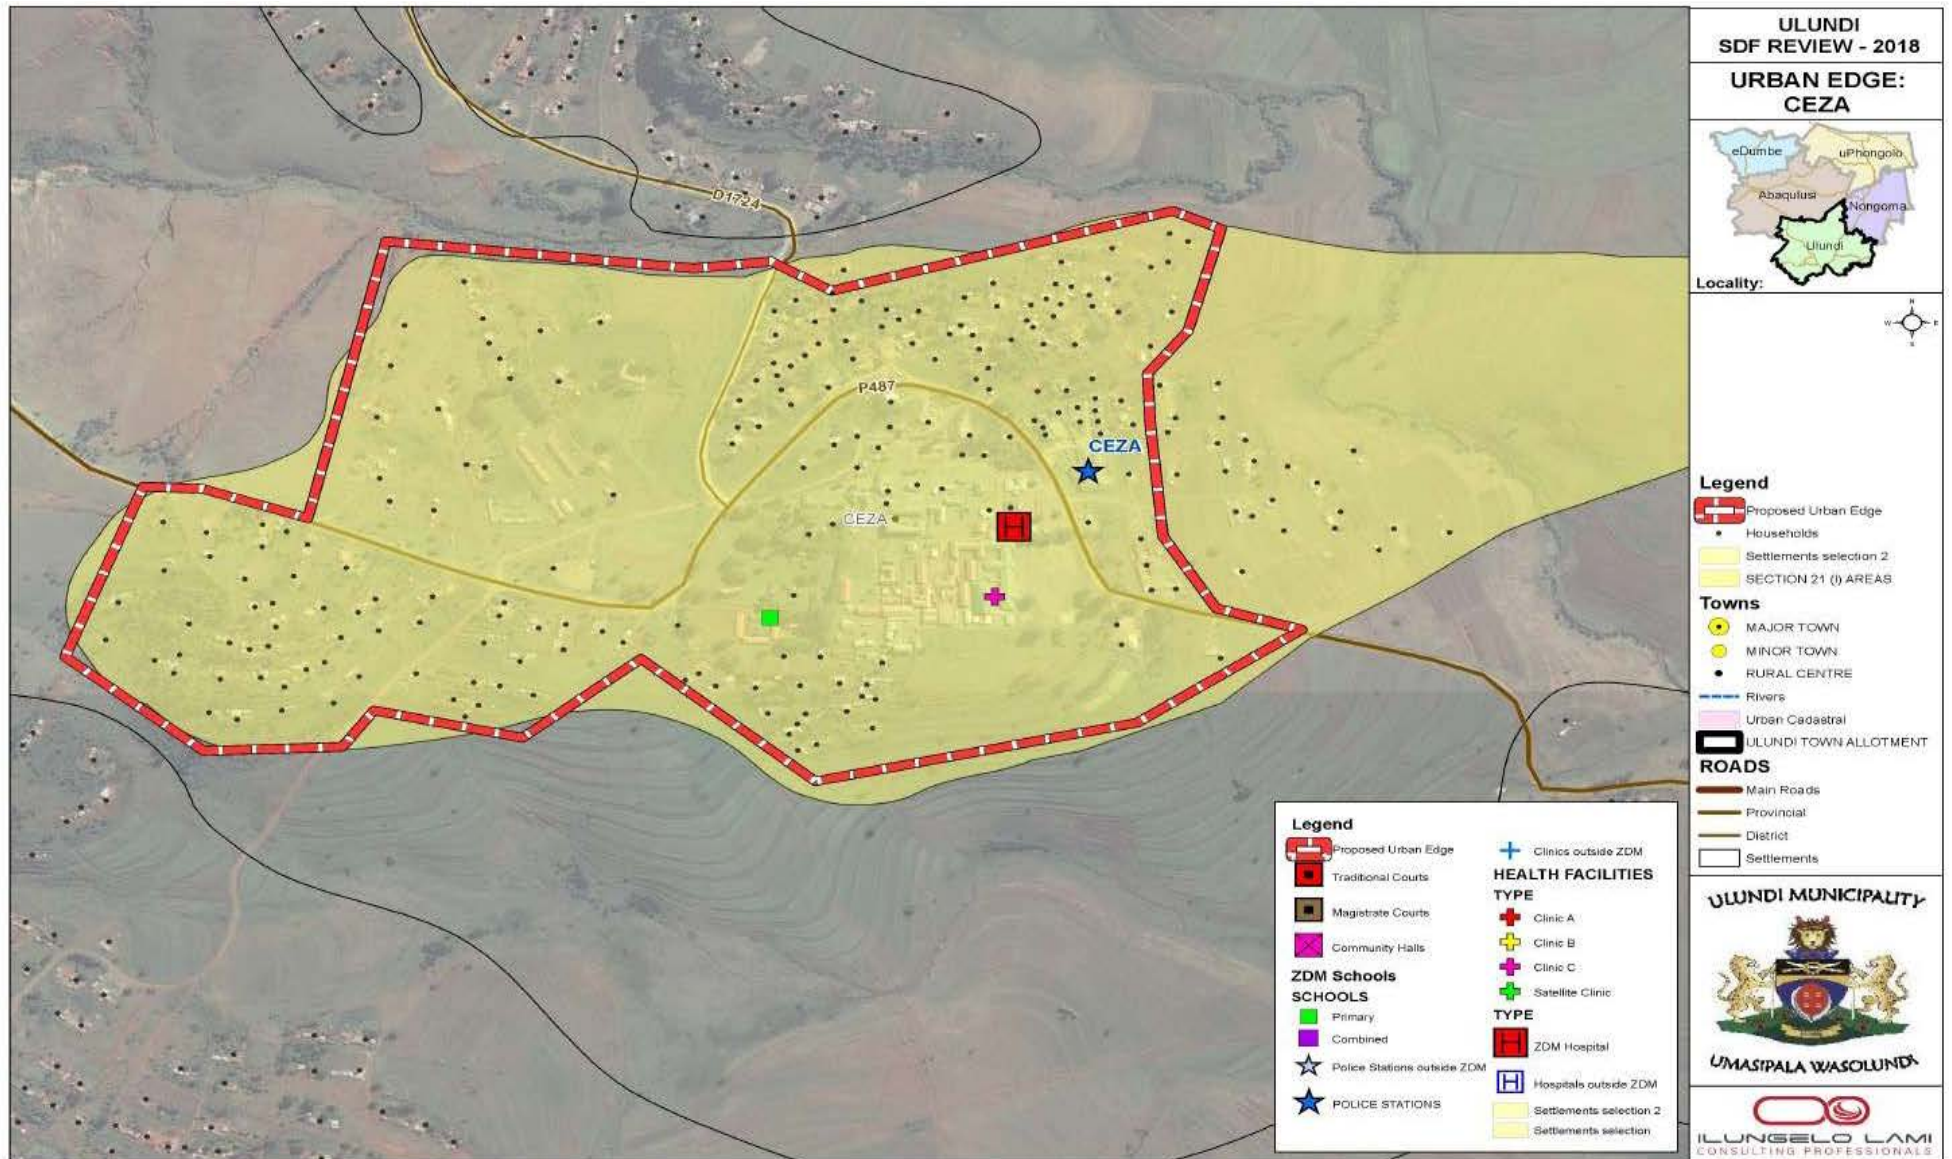 ULUNDI
SDF REVIEW - 2018
URBAN EDGE:
CEZA
eDumbe
uPhongolo
Abaqulusi
Nongoma
Ulundi
Locality:
N
W
E
S
D1724
P487
CEZA
CEZA
Legend
Proposed Urban Edge
Households
Settlements selection 2
SECTION 21 (I) AREAS
Towns
MAJOR TOWN
MINOR TOWN
RURAL CENTRE
Rivers
Urban Cadastral
ULUNDI TOWN ALLOTMENT
ROADS
Main Roads
Provincial
District
Settlements
Legend
Proposed Urban Edge
Traditional Courts
Magistrate Courts
Community Halls
ZDM Schools
SCHOOLS
Primary
Combined
Police Stations outside ZDM
POLICE STATIONS
Clinics outside ZDM
HEALTH FACILITIES
TYPE
Clinic A
Clinic B
Clinic C
Satellite Clinic
TYPE
ZDM Hospital
Hospitals outside ZDM
Settlements selection 2
Settlements selection
ULUNDI MUNICIPALITY
UMASIPALA WASOLUNDI
ILUNGELO LAMI
CONSULTING PROFESSIONALS